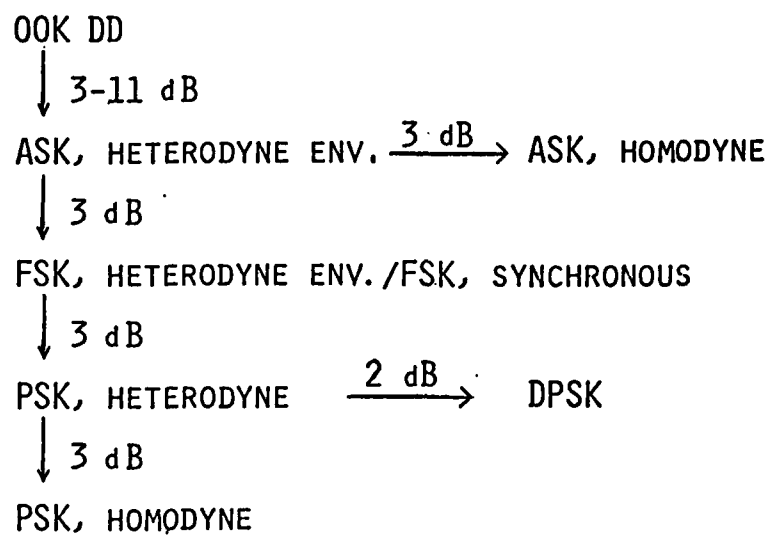 OOK DD
3-11 dB
ASK, HETERODYNE ENV. 3 dB ASK, HOMODYNE
3 dB
FSK, HETERODYNE ENV./FSK, SYNCHRONOUS
3 dB
PSK, HETERODYNE 2 dB DPSK
3 dB
PSK, HOMODYNE